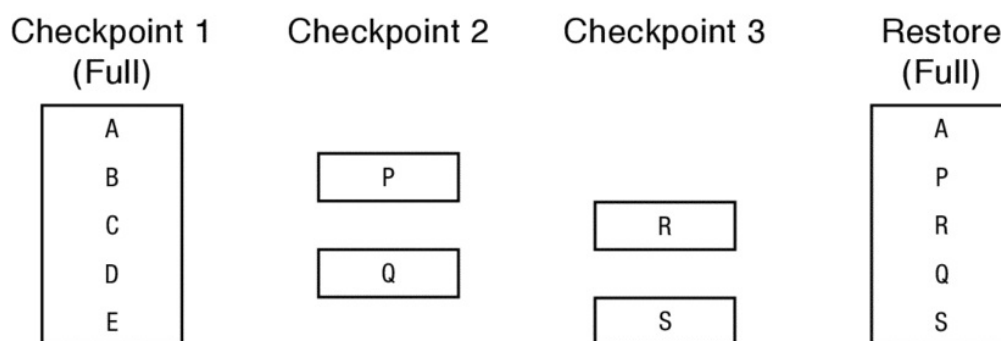 Checkpoint 1 Checkpoint 2 Checkpoint 3 Restore
(Full) (Full)
A A
B P P
C R R
D Q Q
E S S